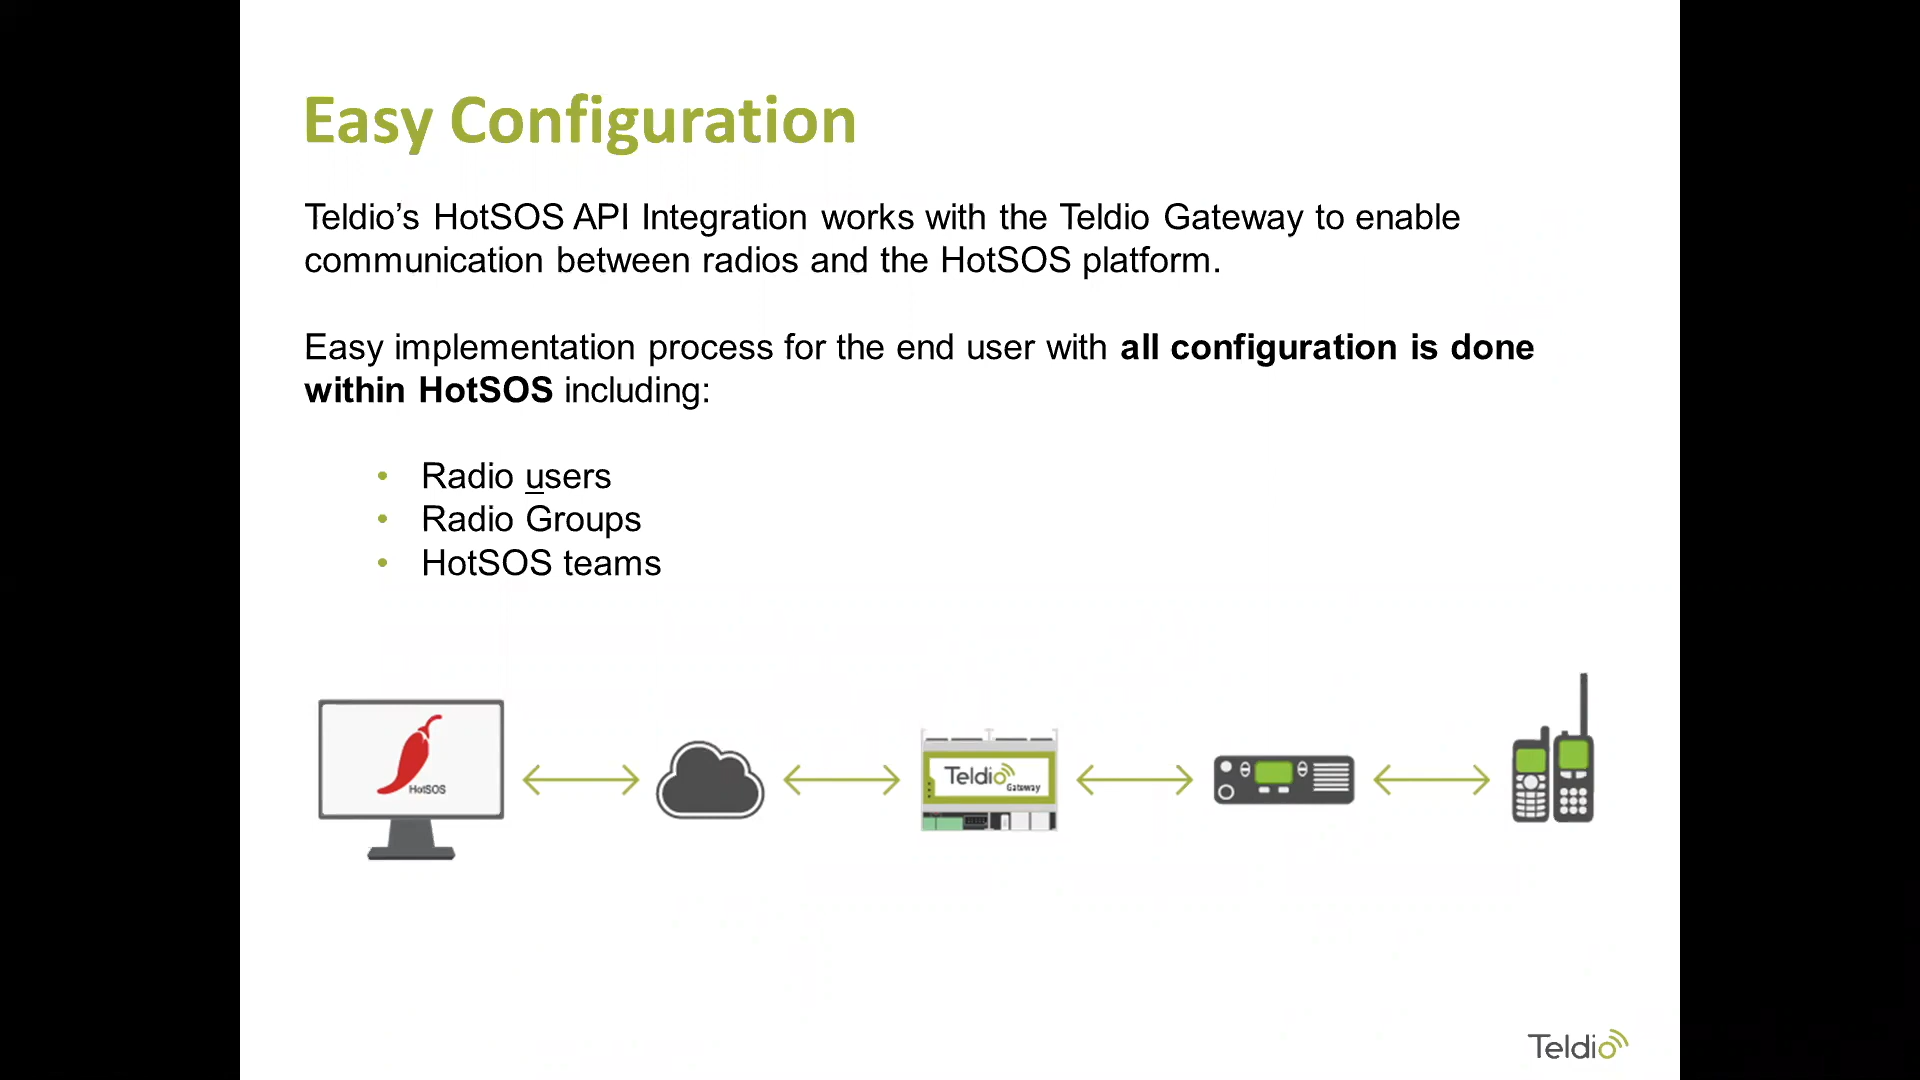 Easy Configuration
Teldio’s HotSOS API Integration works with the Teldio Gateway to enable
communication between radios and the HotSOS platform.
Easy implementation process for the end user with all configuration is done
within HotSOS including:
• Radio users
• Radio Groups
• HotSOS teams
HotSOS
Teldio
Gateway
Teldio